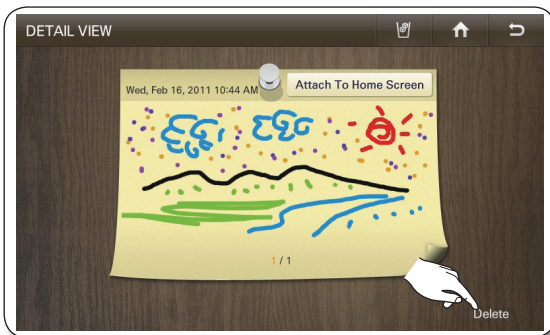 DETAIL VIEW
Wed, Feb 16, 2011 10:44 AM
Attach To Home Screen
1 / 1
Delete